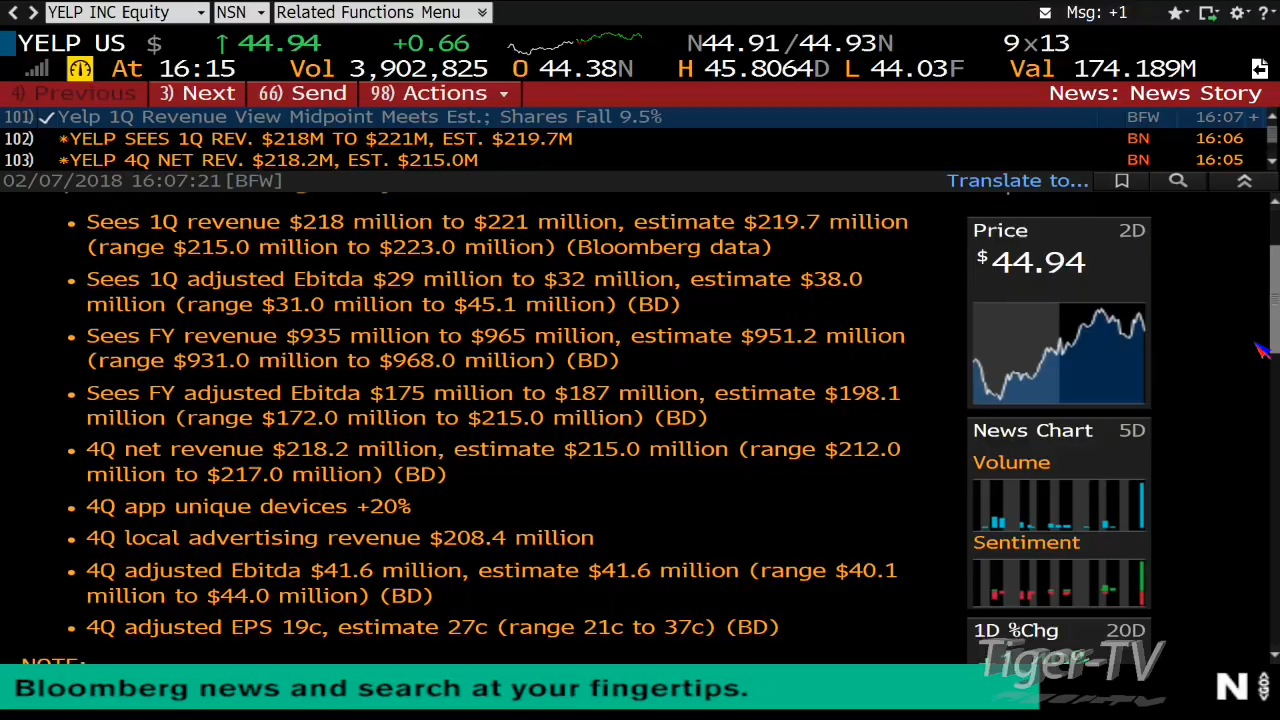 YELP INC Equity NSN Related Functions Menu Msg: +1
YELP US $ ↑ 44.94 +0.66 N44.91/44.93N 9x13
At 16:15 Vol 3,902,825 O 44.38N H 45.8064D L 44.03F Val 174.189M
4) Previous 3) Next 66) Send 98) Actions News: News Story
101) Yelp 1Q Revenue View Midpoint Meets Est.; Shares Fall 9.5% BFW 16:07 +
102) *YELP SEES 1Q REV. $218M TO $221M, EST. $219.7M BN 16:06
103) *YELP 4Q NET REV. $218.2M, EST. $215.0M BN 16:05
02/07/2018 16:07:21 [BFW] Translate to...
• Sees 1Q revenue $218 million to $221 million, estimate $219.7 million
(range $215.0 million to $223.0 million) (Bloomberg data)
• Sees 1Q adjusted Ebitda $29 million to $32 million, estimate $38.0
million (range $31.0 million to $45.1 million) (BD)
• Sees FY revenue $935 million to $965 million, estimate $951.2 million
(range $931.0 million to $968.0 million) (BD)
• Sees FY adjusted Ebitda $175 million to $187 million, estimate $198.1
million (range $172.0 million to $215.0 million) (BD)
• 4Q net revenue $218.2 million, estimate $215.0 million (range $212.0
million to $217.0 million) (BD)
• 4Q app unique devices +20%
• 4Q local advertising revenue $208.4 million
• 4Q adjusted Ebitda $41.6 million, estimate $41.6 million (range $40.1
million to $44.0 million) (BD)
• 4Q adjusted EPS 19c, estimate 27c (range 21c to 37c) (BD)
NOTE:
Price 2D
$44.94
News Chart 5D
Volume
Sentiment
1D %Chg 20D
Tiger-TV
Bloomberg news and search at your fingertips.
N